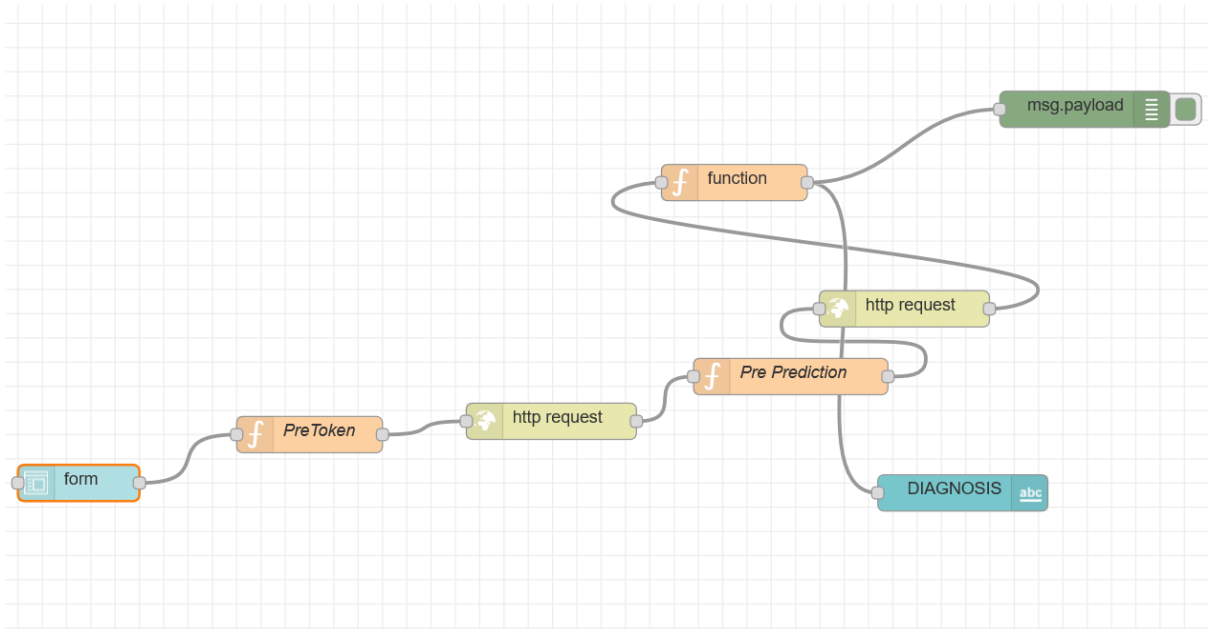 msg.payload
function
http request
Pre Prediction
http request
PreToken
form
DIAGNOSIS
abc